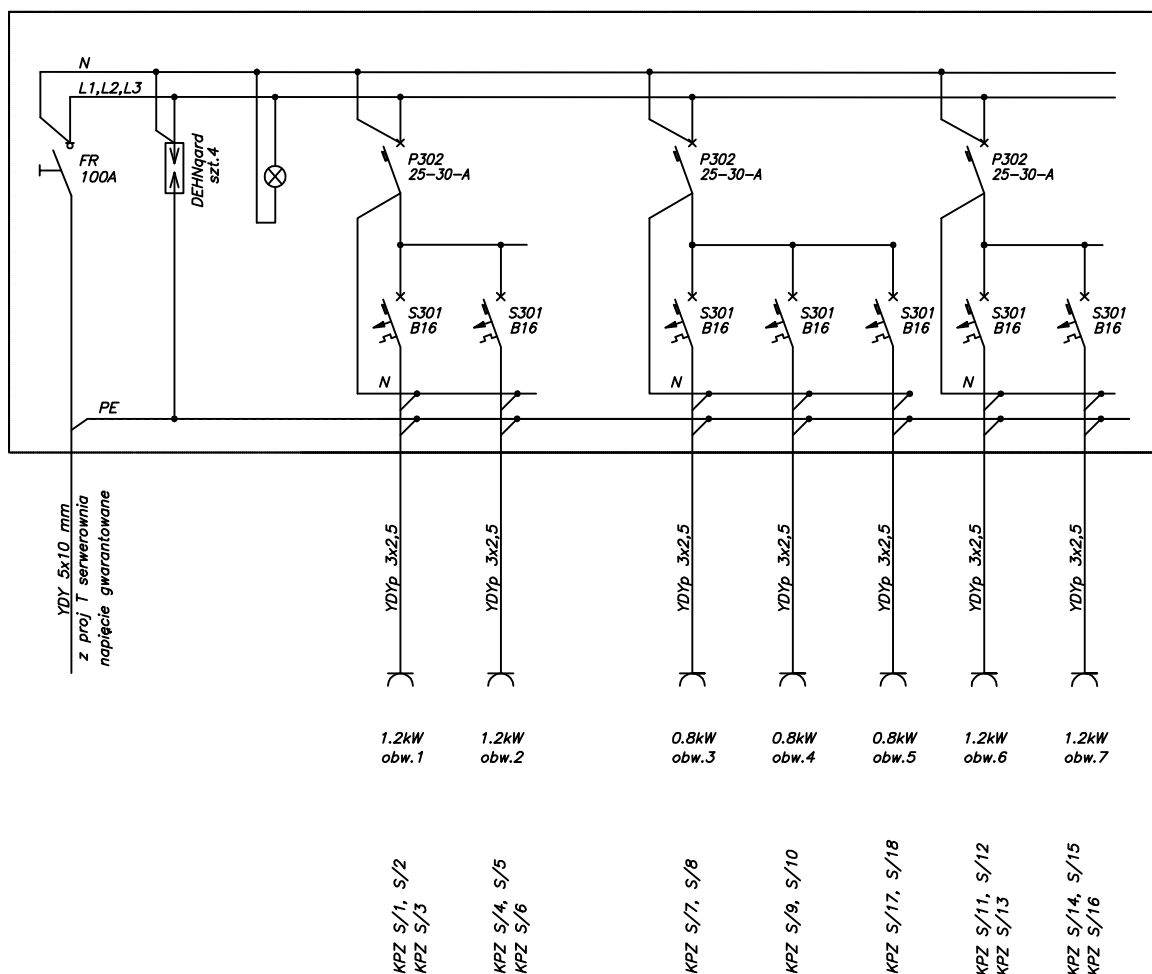 N
L1,L2,L3
FR
100A
DEHNqard
szt.4
P302
25-30-A
P302
25-30-A
P302
25-30-A
S301
B16
S301
B16
S301
B16
S301
B16
S301
B16
S301
B16
S301
B16
N
N
N
PE
YDY 5x10 mm
z proj T serwerownia
napięcie gwarantowane
YDYp 3x2,5
YDYp 3x2,5
YDYp 3x2,5
YDYp 3x2,5
YDYp 3x2,5
YDYp 3x2,5
YDYp 3x2,5
1.2kW
obw.1
1.2kW
obw.2
0.8kW
obw.3
0.8kW
obw.4
0.8kW
obw.5
1.2kW
obw.6
1.2kW
obw.7
KPZ S/1, S/2
KPZ S/3
KPZ S/4, S/5
KPZ S/6
KPZ S/7, S/8
KPZ S/9, S/10
KPZ S/17, S/18
KPZ S/11, S/12
KPZ S/13
KPZ S/14, S/15
KPZ S/16